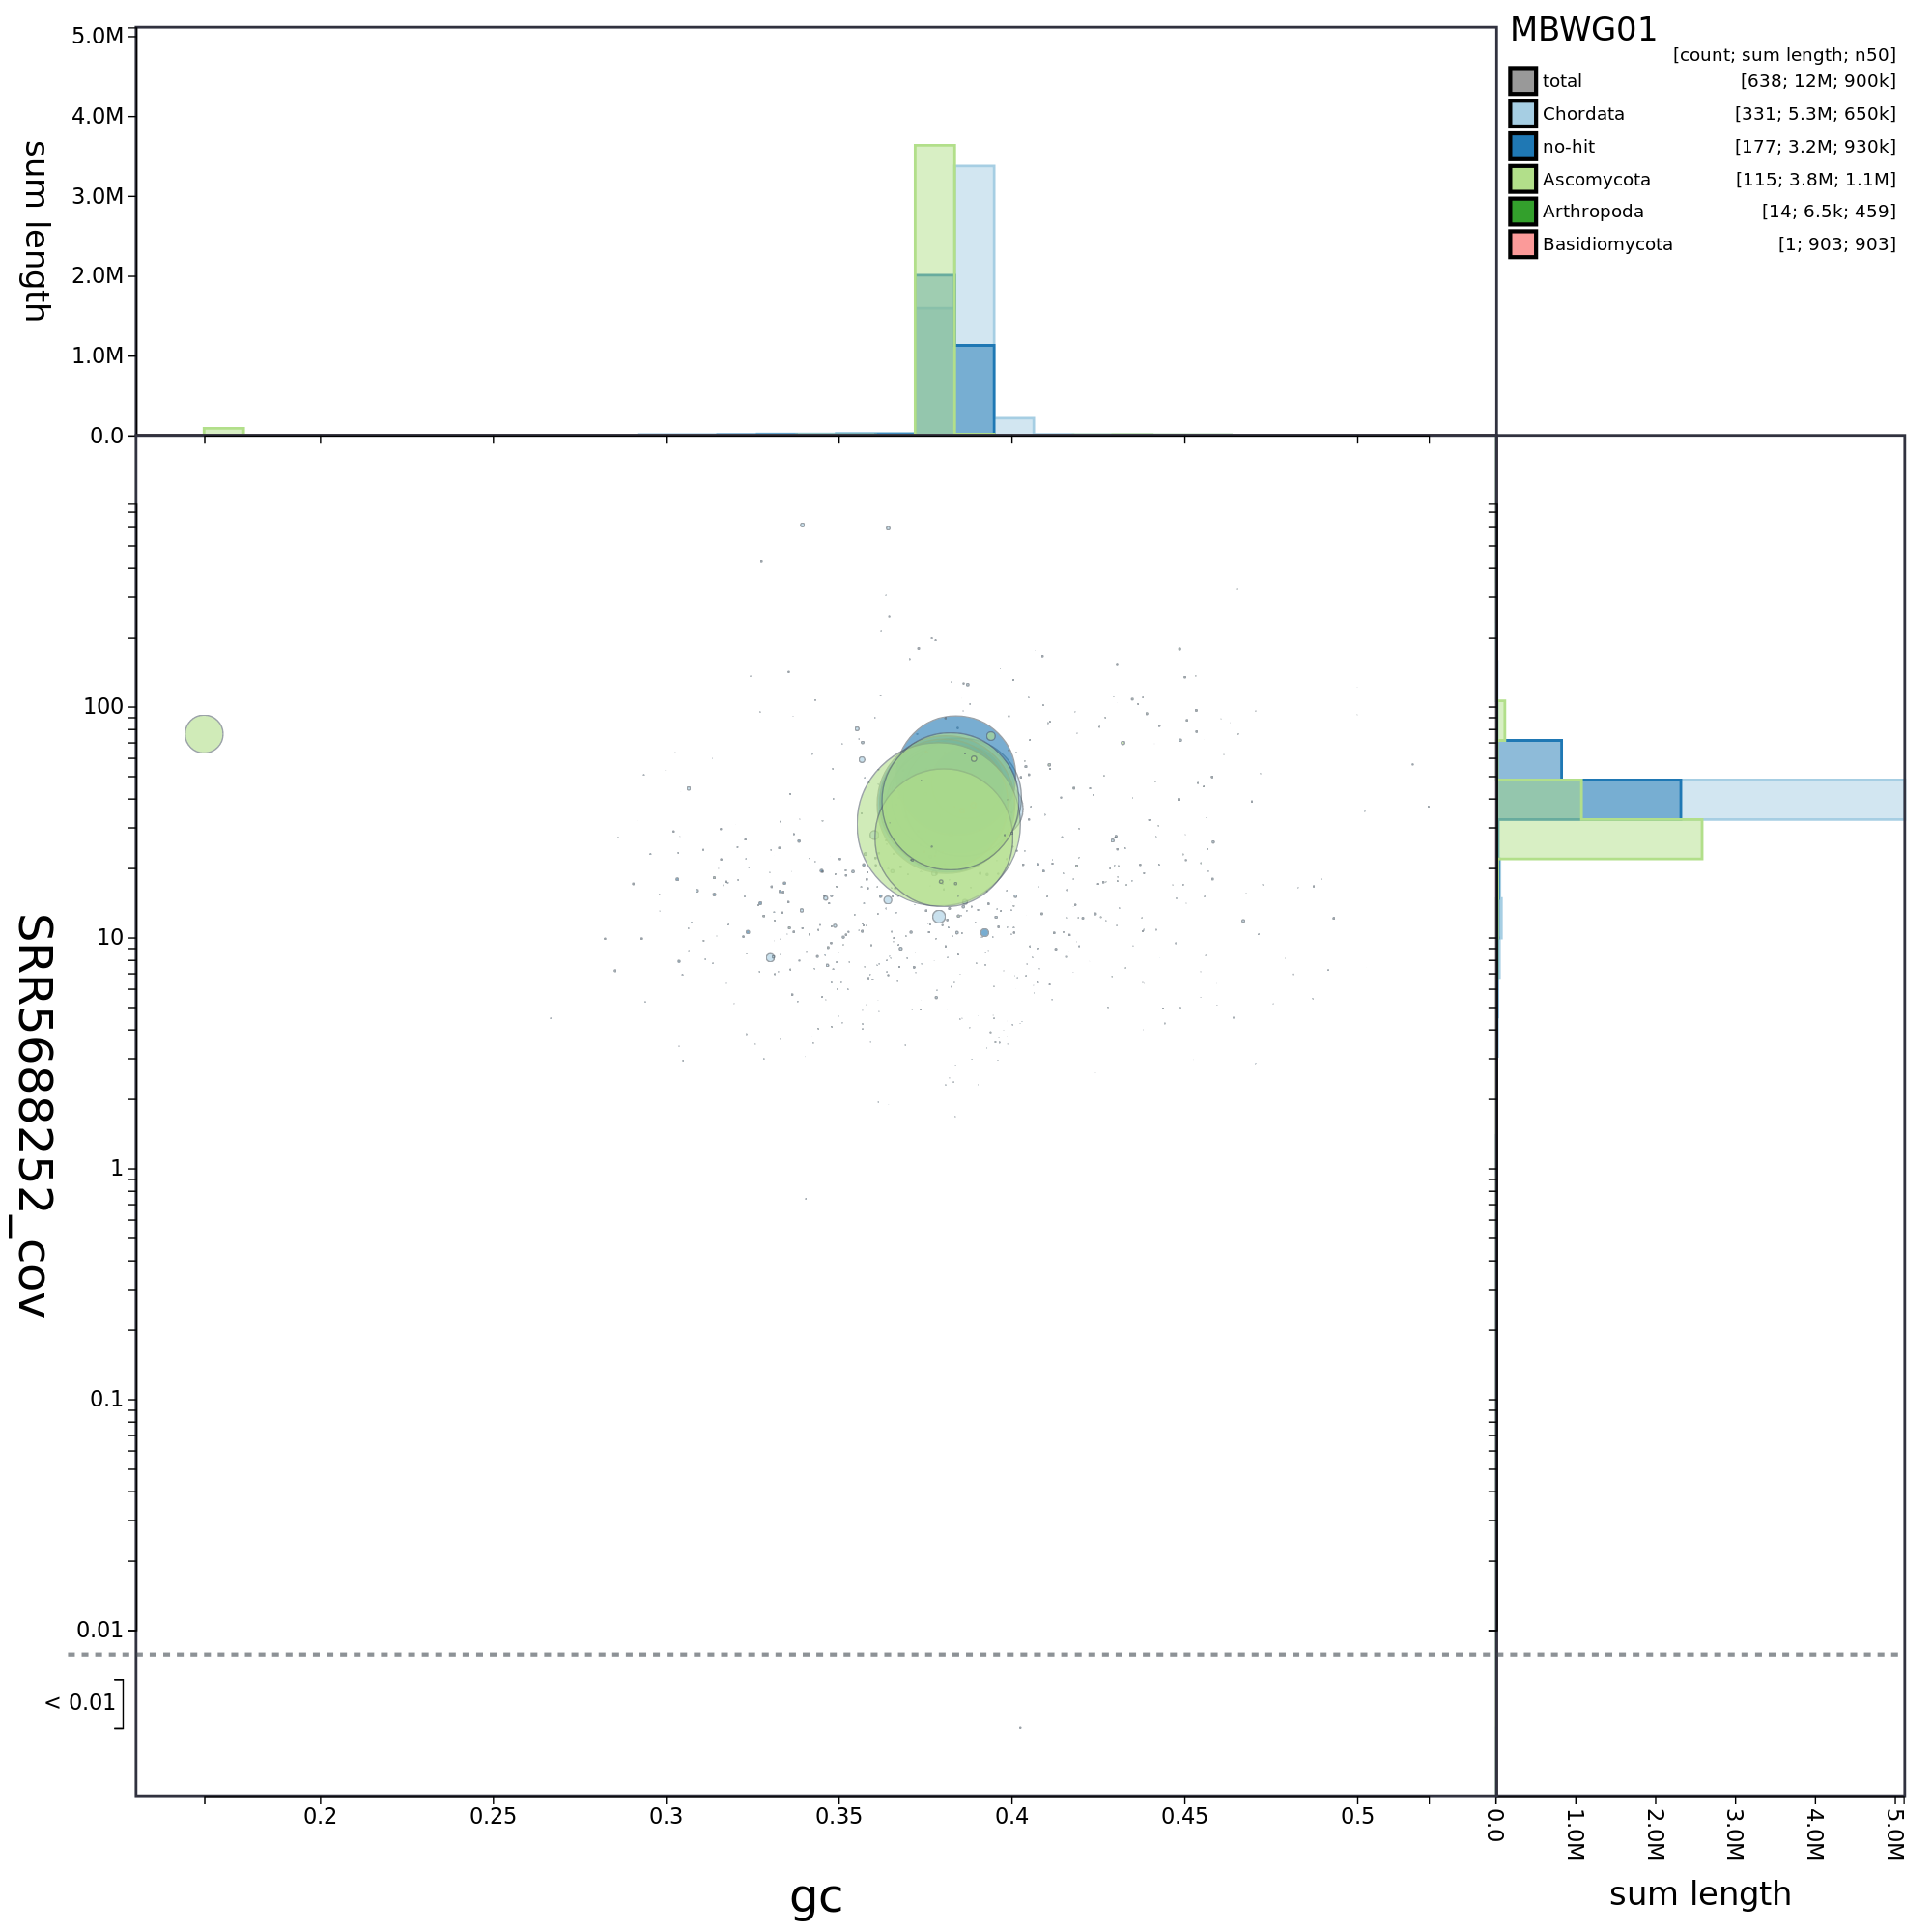 MBWG01
[count; sum length; n50]
total [638; 12M; 900k]
Chordata [331; 5.3M; 650k]
no-hit [177; 3.2M; 930k]
Ascomycota [115; 3.8M; 1.1M]
Arthropoda [14; 6.5k; 459]
Basidiomycota [1; 903; 903]
sum length
5.0M
4.0M
3.0M
2.0M
1.0M
0.0
SRR5688252_cov
100
10
1
0.1
0.01
< 0.01
0.2 0.25 0.3 0.35 0.4 0.45 0.5
gc
0.0 1.0M 2.0M 3.0M 4.0M 5.0M
sum length